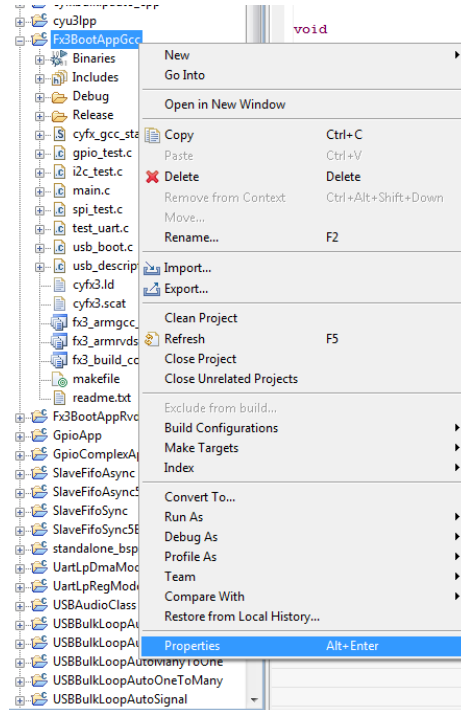 cyu3lpp
Fx3BootAppGcc
Binaries
Includes
Debug
Release
cyfx_gcc_sta
gpio_test.c
i2c_test.c
main.c
spi_test.c
test_uart.c
usb_boot.c
usb_descrip
cyfx3.ld
cyfx3.scat
fx3_armgcc_
fx3_armrvds
fx3_build_cc
makefile
readme.txt
Fx3BootAppRvc
GpioApp
GpioComplexA
SlaveFifoAsync
SlaveFifoAsync5
SlaveFifoSync
SlaveFifoSync5E
standalone_bsp
UartLpDmaMoc
UartLpRegMode
USBAudioClass
USBBulkLoopAu
USBBulkLoopAu
USBBulkLoopAutoManyToOne
USBBulkLoopAutoOneToMany
USBBulkLoopAutoSignal
void
New
Go Into
Open in New Window
Copy Ctrl+C
Paste Ctrl+V
Delete Delete
Remove from Context Ctrl+Alt+Shift+Down
Move...
Rename... F2
Import...
Export...
Clean Project
Refresh F5
Close Project
Close Unrelated Projects
Exclude from build...
Build Configurations
Make Targets
Index
Convert To...
Run As
Debug As
Profile As
Team
Compare With
Restore from Local History...
Properties Alt+Enter